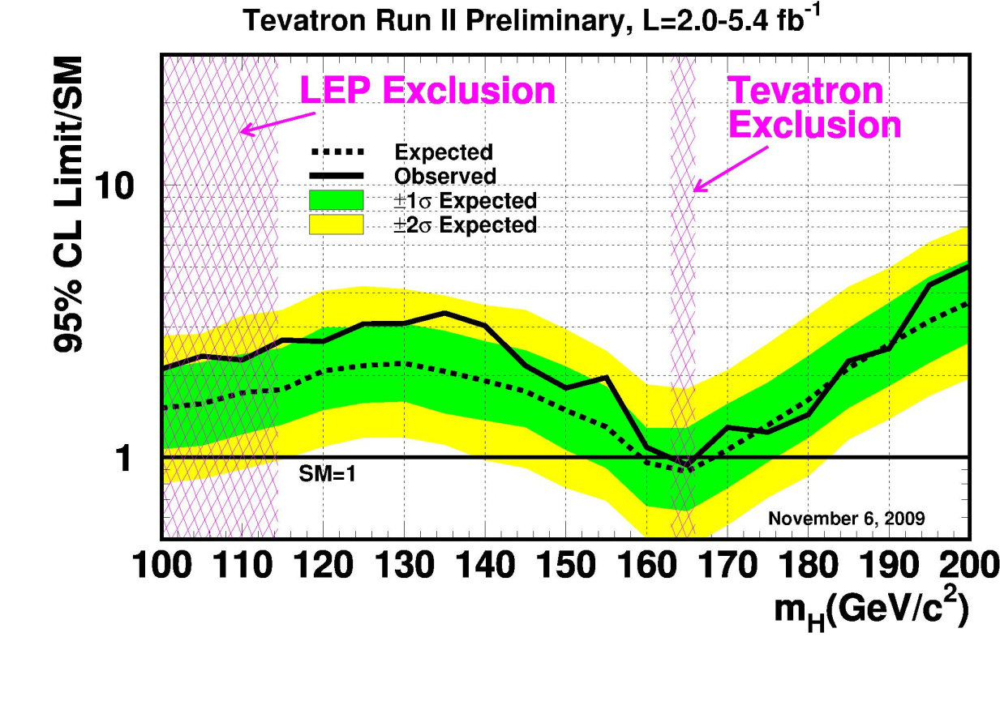 Tevatron Run II Preliminary, L=2.0-5.4 fb⁻¹
95% CL Limit/SM
LEP Exclusion
Tevatron
Exclusion
Expected
Observed
±1σ Expected
±2σ Expected
10
1
SM=1
November 6, 2009
100 110 120 130 140 150 160 170 180 190 200
m_H(GeV/c²)